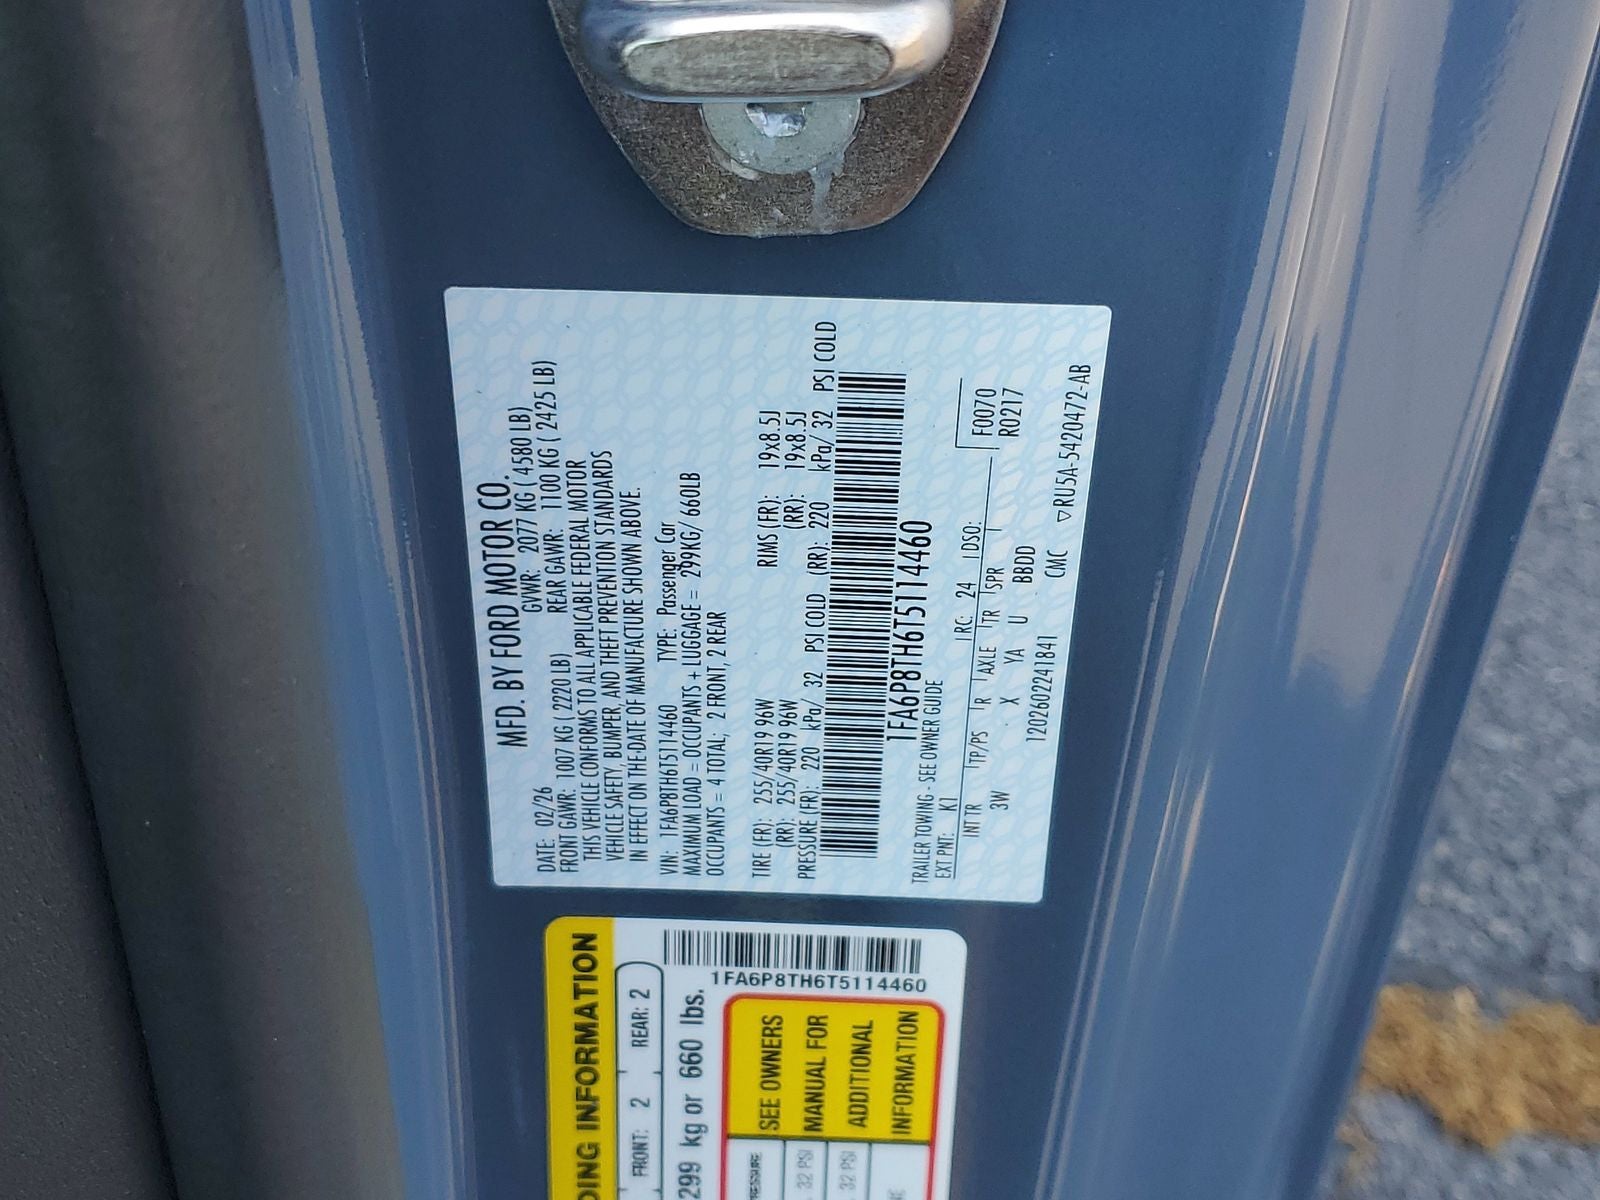 MFD. BY FORD MOTOR CO.
DATE: 02/26 GVWR: 2077 KG ( 4580 LB)
FRONT GAWR: 1007 KG ( 2220 LB) REAR GAWR: 1100 KG ( 2425 LB)
THIS VEHICLE CONFORMS TO ALL APPLICABLE FEDERAL MOTOR
VEHICLE SAFETY, BUMPER, AND THEFT PREVENTION STANDARDS
IN EFFECT ON THE DATE OF MANUFACTURE SHOWN ABOVE.
VIN: 1FA6P8TH6T5114460 TYPE: Passenger Car
MAXIMUM LOAD = OCCUPANTS + LUGGAGE = 299KG/ 660LB
OCCUPANTS = 4 TOTAL, 2 FRONT, 2 REAR
TIRE (FR): 255/40R19 96W RIMS (FR): 19x8.5J
(RR): 255/40R19 96W (RR): 19x8.5J
PRESSURE (FR): 220 kPa/ 32 PSI COLD (RR): 220 kPa/ 32 PSI COLD
1FA6P8TH6T5114460
TRAILER TOWING - SEE OWNER GUIDE
EXT PNT: K1 RC: 24 DSO: F0070
R0217
INT TR TP/PS R AXLE TR SPR
3W X YA U BBDD
1202602241841 CMC ▽RU5A-5420472-AB
DING INFORMATION
FRONT: 2 REAR: 2
299 kg or 660 lbs.
1FA6P8TH6T5114460
PRESSURE
32 PSI
32 PSI
SEE OWNERS
MANUAL FOR
ADDITIONAL
INFORMATION